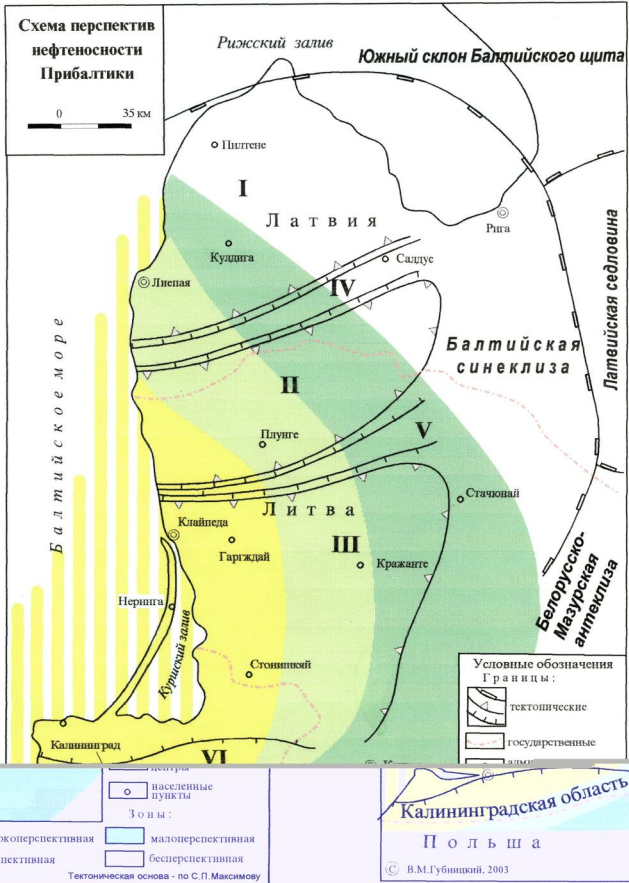 Схема перспектив
нефтеносности
Прибалтики
0 35 км
Рижский залив
Южный склон Балтийского щита
Пилтене
I
Латвия
Рига
Кулдига
Салдус
Лиепая
IV
Латвийская седловина
Балтийское море
Балтийская
синеклиза
II
Плунге
V
Стачюнай
Литва
Клайпеда
Гаргждай
III
Кражанте
Неринга
Куршский залив
Белорусско-
Мазурская
антеклиза
Стонишкяй
Калининград
VI
Условные обозначения
Границы:
тектонические
государственные
центры
населенные
пункты
Зоны:
малоперспективная
бесперспективная
Тектоническая основа - по С.П.Максимову
Калининградская область
Польша
© В.М.Губницкий, 2003